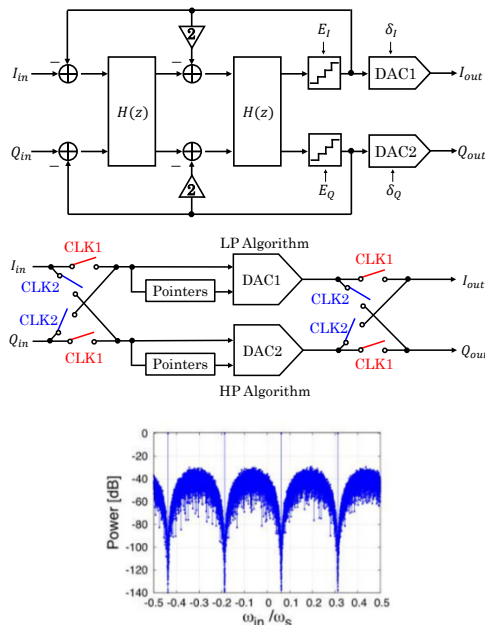 E_I δ_I
2
I_in H(z) H(z) DAC1 I_out
Q_in DAC2 Q_out
2
E_Q δ_Q
LP Algorithm
I_in CLK1 CLK1 I_out
CLK2 DAC1 CLK2
Pointers
CLK2 CLK2
Q_in CLK1 DAC2 CLK1 Q_out
Pointers
HP Algorithm
Power [dB]
0
-20
-40
-60
-80
-100
-120
-140
-0.5 -0.4 -0.3 -0.2 -0.1 0 0.1 0.2 0.3 0.4 0.5
ω_in /ω_s